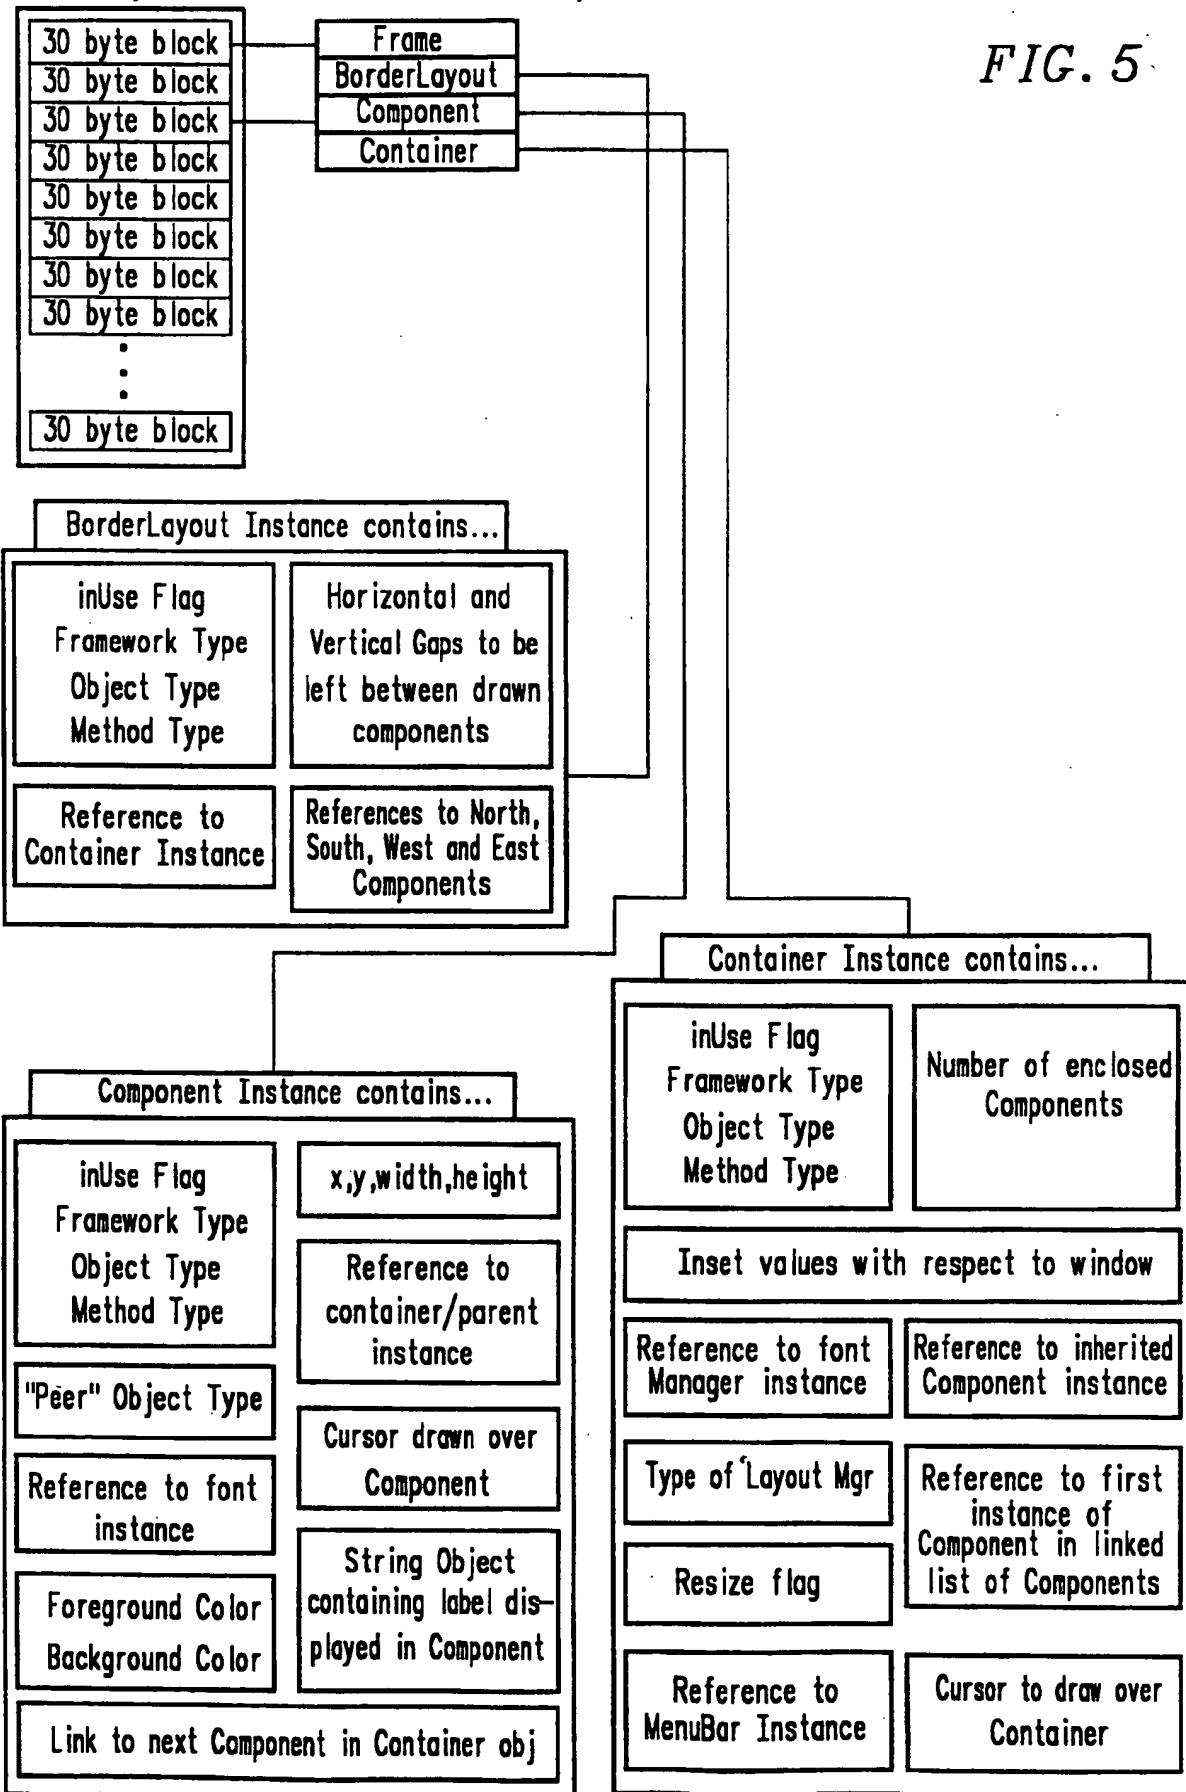 FIG. 5
30 byte block
30 byte block
30 byte block
30 byte block
30 byte block
30 byte block
30 byte block
30 byte block
30 byte block
Frame
BorderLayout
Component
Container
BorderLayout Instance contains...
inUse Flag
Framework Type
Object Type
Method Type
Horizontal and
Vertical Gaps to be
left between drawn
components
Reference to
Container Instance
References to North,
South, West and East
Components
Component Instance contains...
inUse Flag
Framework Type
Object Type
Method Type
x,y,width,height
Reference to
container/parent
instance
"Peer" Object Type
Cursor drawn over
Component
Reference to font
instance
String Object
containing label dis-
played in Component
Foreground Color
Background Color
Link to next Component in Container obj
Container Instance contains...
inUse Flag
Framework Type
Object Type
Method Type
Number of enclosed
Components
Inset values with respect to window
Reference to font
Manager instance
Reference to inherited
Component instance
Type of Layout Mgr
Reference to first
instance of
Component in linked
list of Components
Resize flag
Reference to
MenuBar Instance
Cursor to draw over
Container